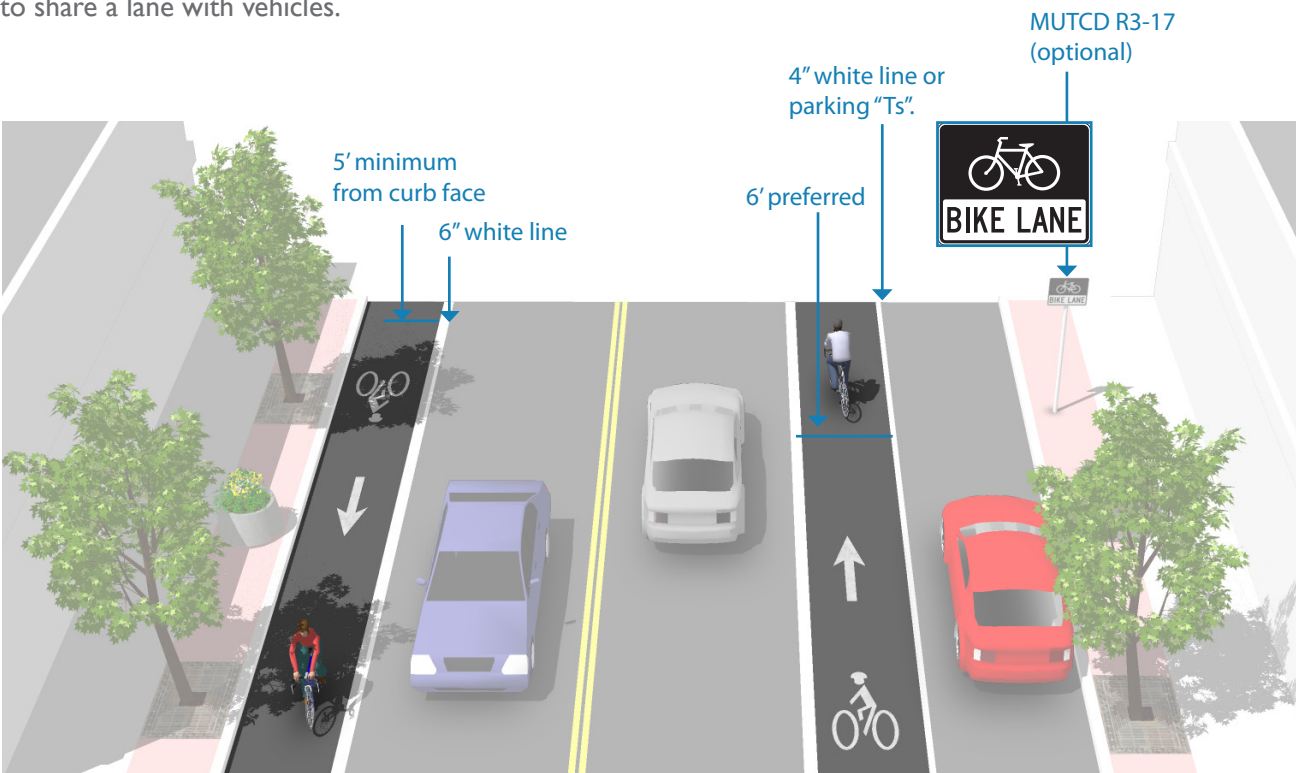 to share a lane with vehicles.
MUTCD R3-17
(optional)
4” white line or
parking “Ts”.
BIKE LANE
5’ minimum
from curb face
6’ preferred
6” white line
BIKE LANE